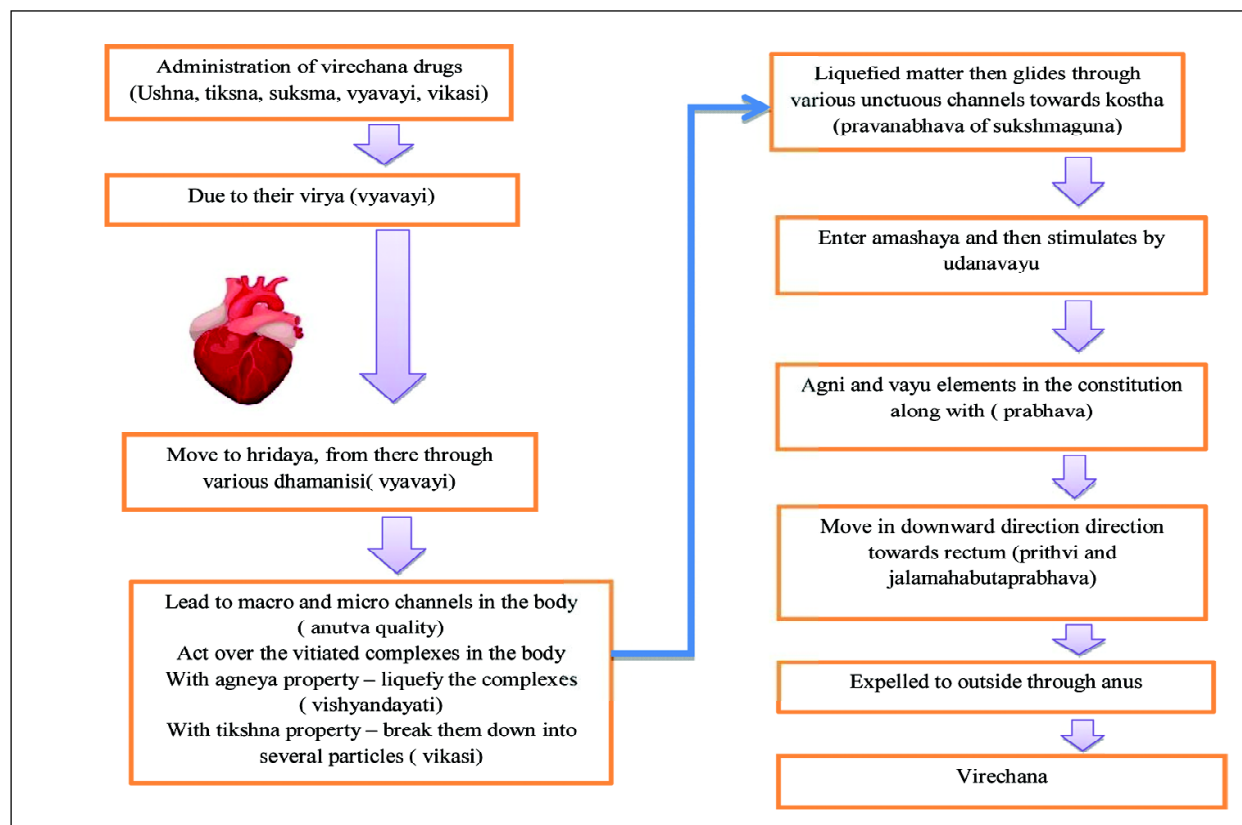 Administration of virechana drugs
(Ushna, tiksna, suksma, vyavayi, vikasi)
Due to their virya (vyavayi)
Move to hridaya, from there through
various dhamanisi( vyavayi)
Lead to macro and micro channels in the body
( anutva quality)
Act over the vitiated complexes in the body
With agneya property – liquefy the complexes
( vishyandayati)
With tikshna property – break them down into
several particles ( vikasi)
Liquefied matter then glides through
various unctuous channels towards kostha
(pravanabhava of sukshmaguna)
Enter amashaya and then stimulates by
udanavayu
Agni and vayu elements in the constitution
along with ( prabhava)
Move in downward direction direction
towards rectum (prithvi and
jalamahabutaprabhava)
Expelled to outside through anus
Virechana